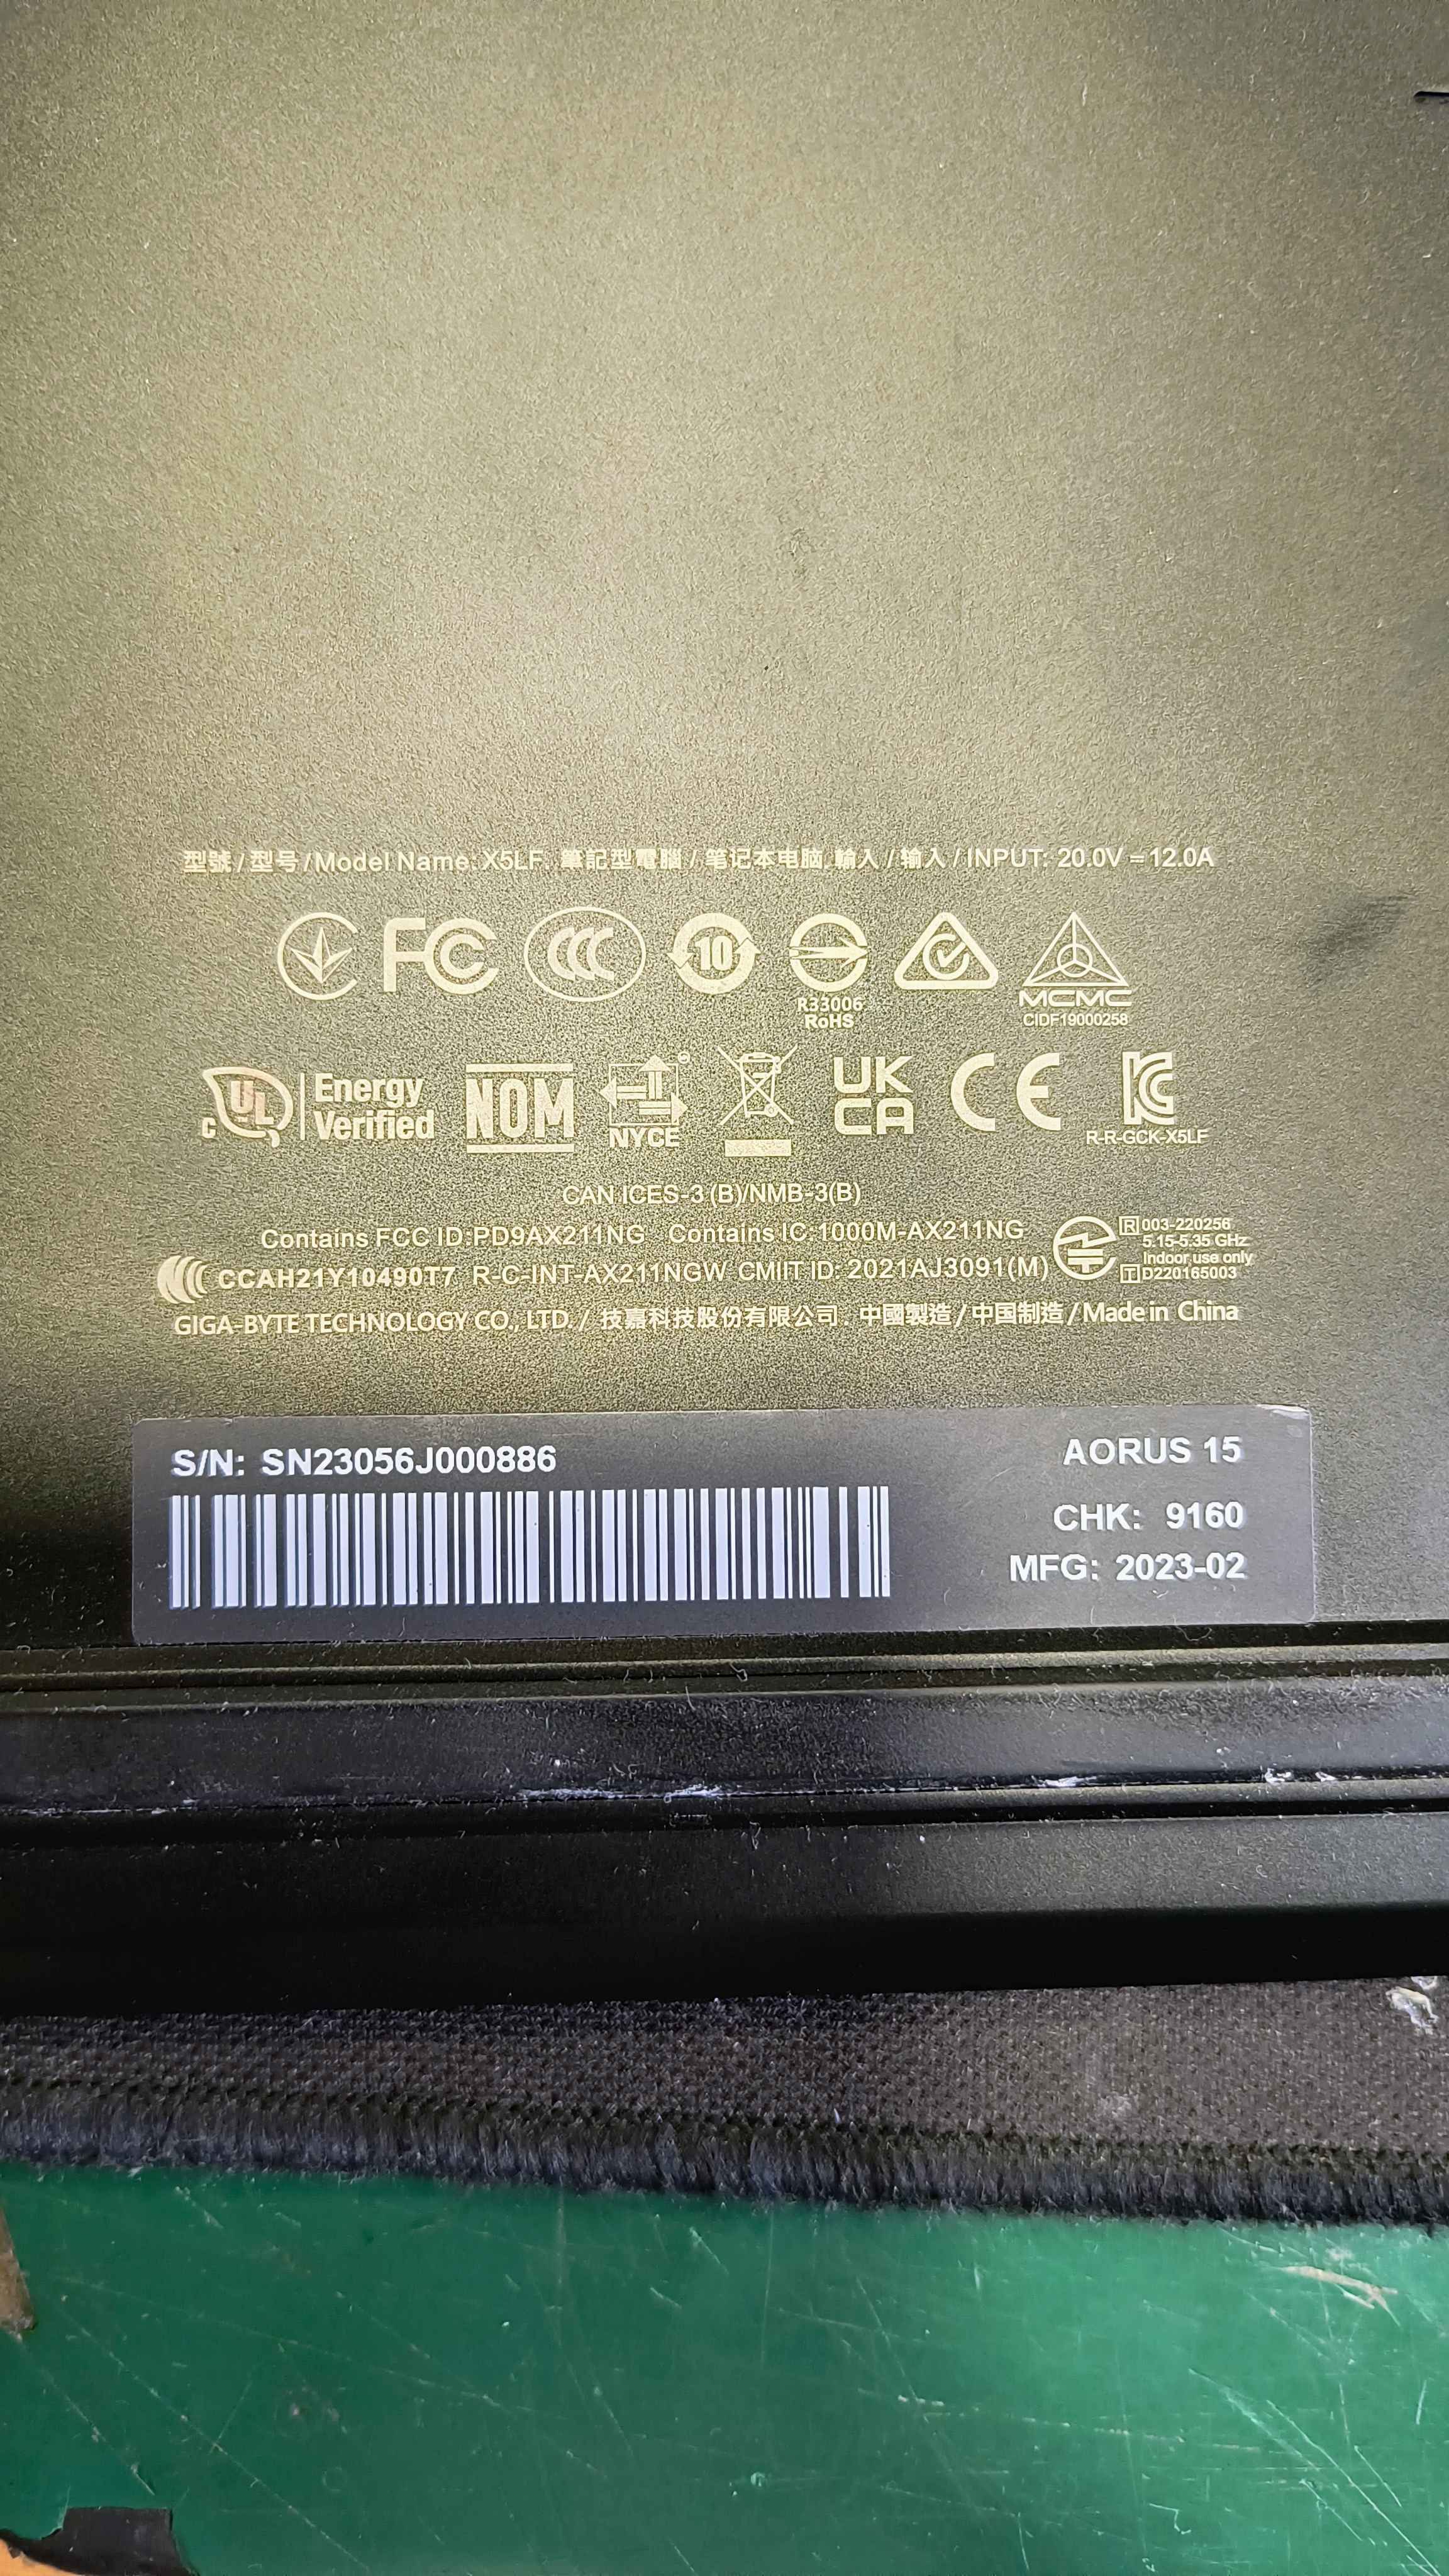 型號 / 型号 / Model Name: X5LF . 筆記型電腦 / 笔记本电脑 輸入 / 输入 / INPUT: 20.0V ⎓ 12.0A
FC CCC 10
R33006
RoHS
MCMC
CIDF19000258
C UL Energy Verified
NOM
NYCE
UK
CA
CE
KC
R-R-GCK-X5LF
CAN ICES-3 (B)/NMB-3(B)
Contains FCC ID:PD9AX211NG Contains IC:1000M-AX211NG
CCAH21Y10490T7 R-C-INT-AX211NGW CMIIT ID: 2021AJ3091(M)
R 003-220256
5.15-5.35 GHz
Indoor use only
T D220165003
GIGA-BYTE TECHNOLOGY CO., LTD. / 技嘉科技股份有限公司 . 中國製造 / 中国制造 / Made in China
S/N: SN23056J000886
AORUS 15
CHK: 9160
MFG: 2023-02